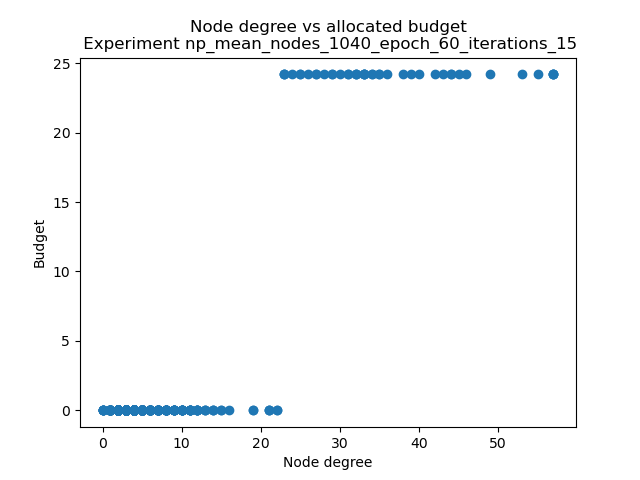 Node degree vs allocated budget
Experiment np_mean_nodes_1040_epoch_60_iterations_15
25
20
15
10
5
0
Budget
0 10 20 30 40 50
Node degree